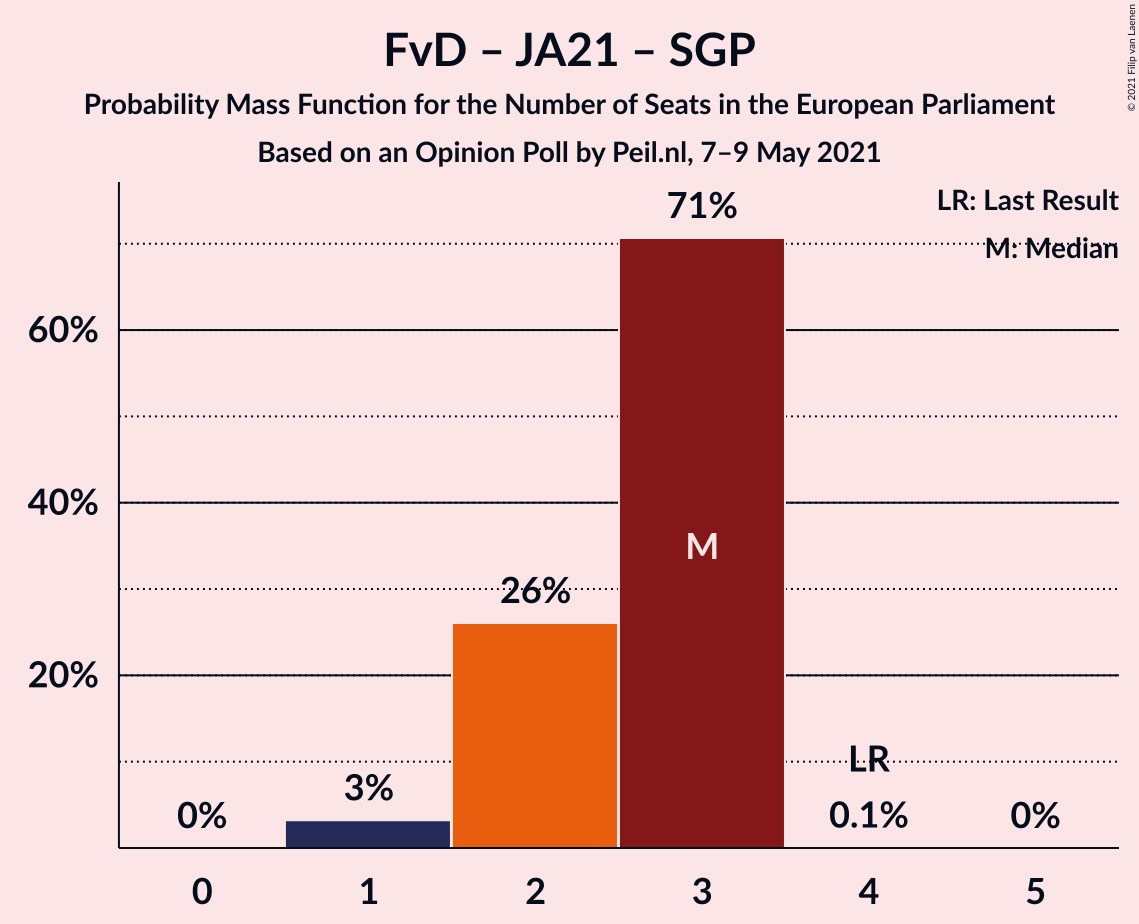 FvD – JA21 – SGP
Probability Mass Function for the Number of Seats in the European Parliament
Based on an Opinion Poll by Peil.nl, 7–9 May 2021
© 2021 Filip van Laenen
LR: Last Result
M: Median
71%
60%
40%
M
26%
20%
LR
3%
0%
0.1%
0%
0 1 2 3 4 5